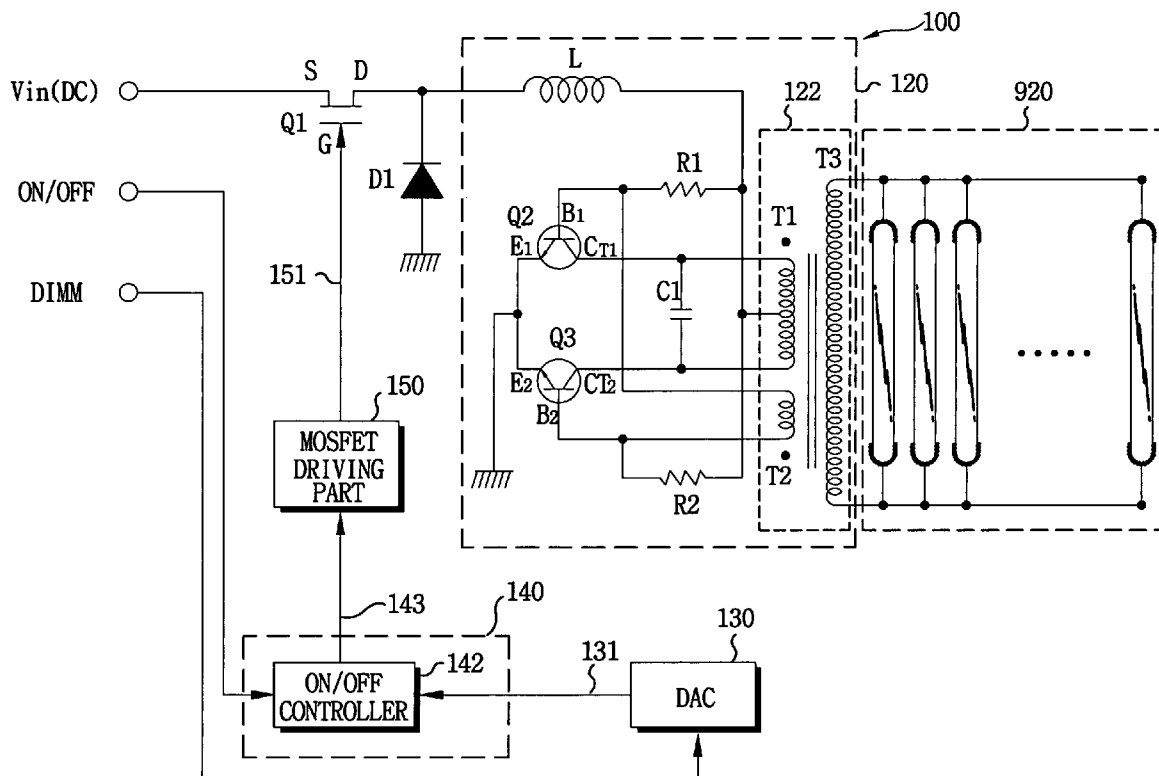 100
S
D
L
Vin(DC)
120
Q1
122
920
G
D1
R1
T3
ON/OFF
Q2
B1
T1
E1
CT1
151
C1
DIMM
Q3
E2
CT2
B2
150
MOSFET
DRIVING
PART
T2
R2
143
140
130
142
131
ON/OFF
CONTROLLER
DAC